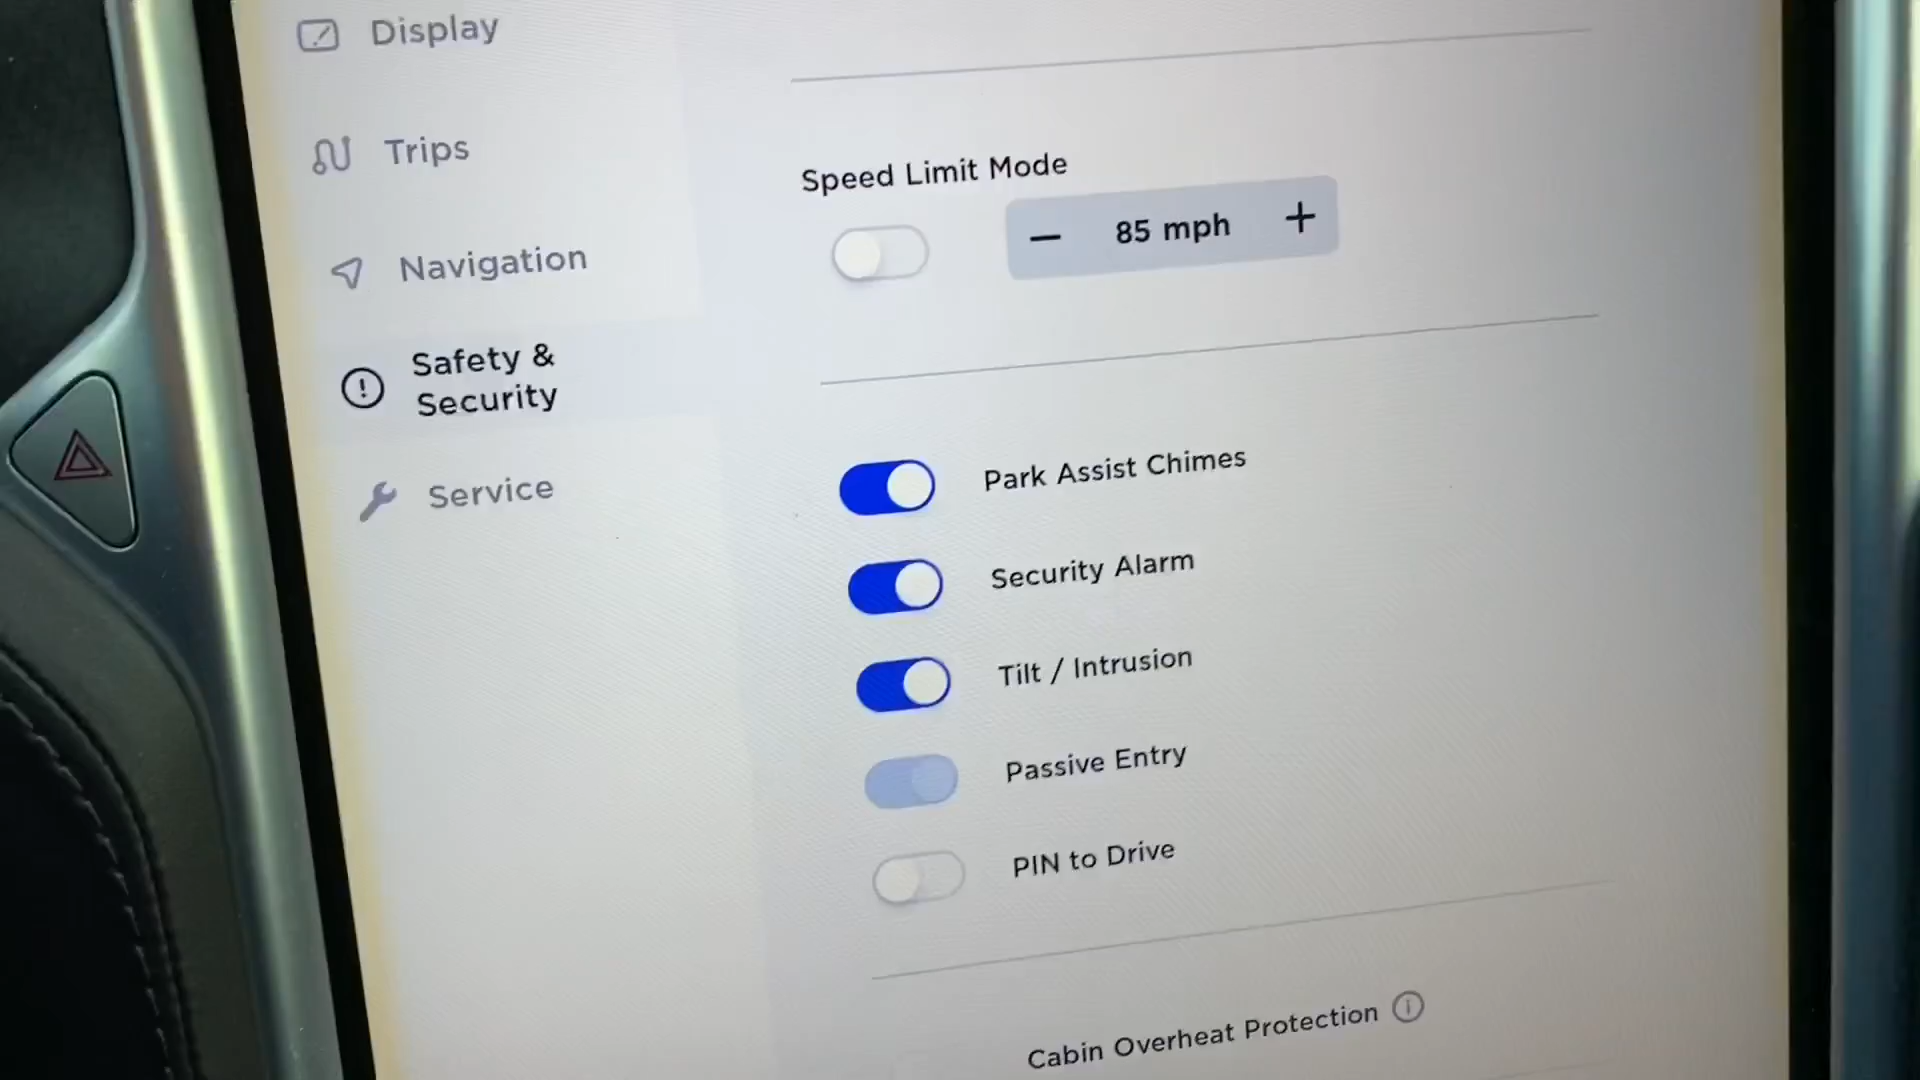 Display
Trips
Navigation
Safety &
Security
Service
Speed Limit Mode
− 85 mph +
Park Assist Chimes
Security Alarm
Tilt / Intrusion
Passive Entry
PIN to Drive
Cabin Overheat Protection